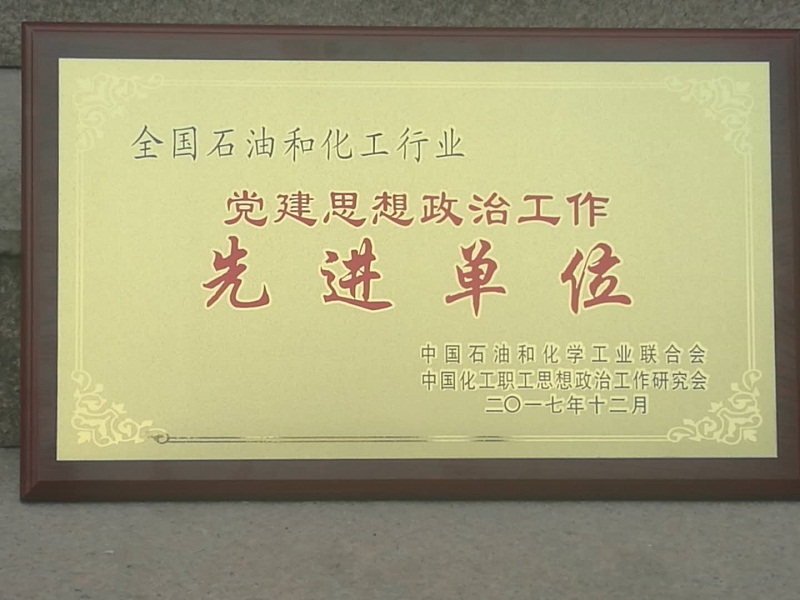 全国石油和化工行业
党建思想政治工作
先进单位
中国石油和化学工业联合会
中国化工职工思想政治工作研究会
二〇一七年十二月